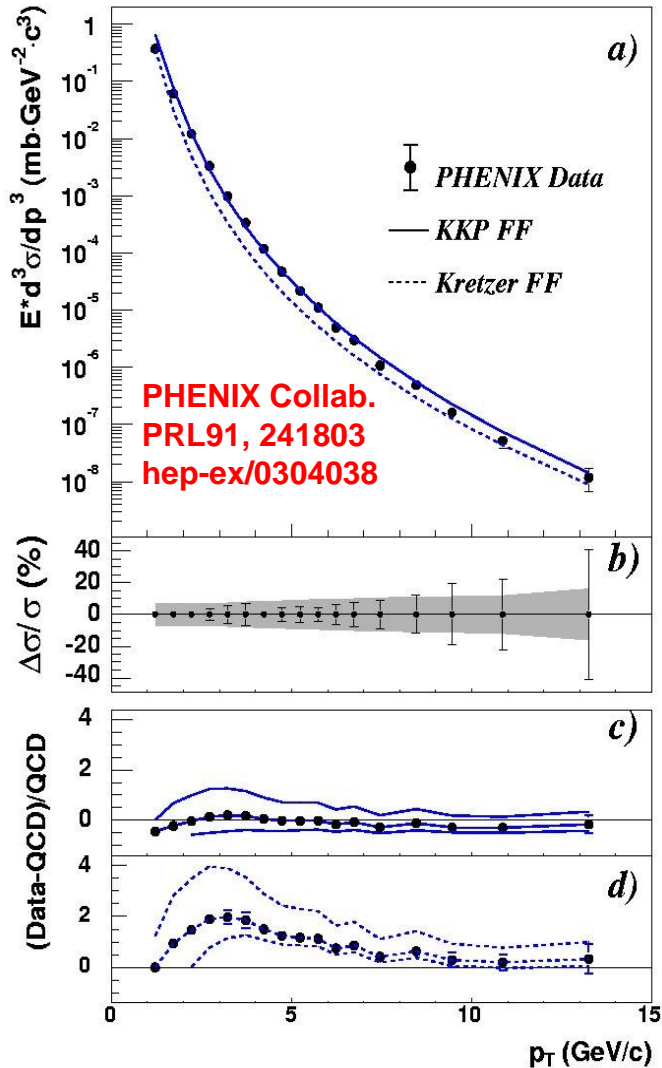 E*d³σ/dp³ (mb·GeV⁻²·c³)
1
10⁻¹
10⁻²
10⁻³
10⁻⁴
10⁻⁵
10⁻⁶
10⁻⁷
10⁻⁸
a)
PHENIX Data
KKP FF
Kretzer FF
PHENIX Collab.
PRL91, 241803
hep-ex/0304038
Δσ/σ (%)
40
20
0
-20
-40
b)
(Data-QCD)/QCD
4
2
0
c)
4
2
0
d)
0 5 10 15
p_T (GeV/c)